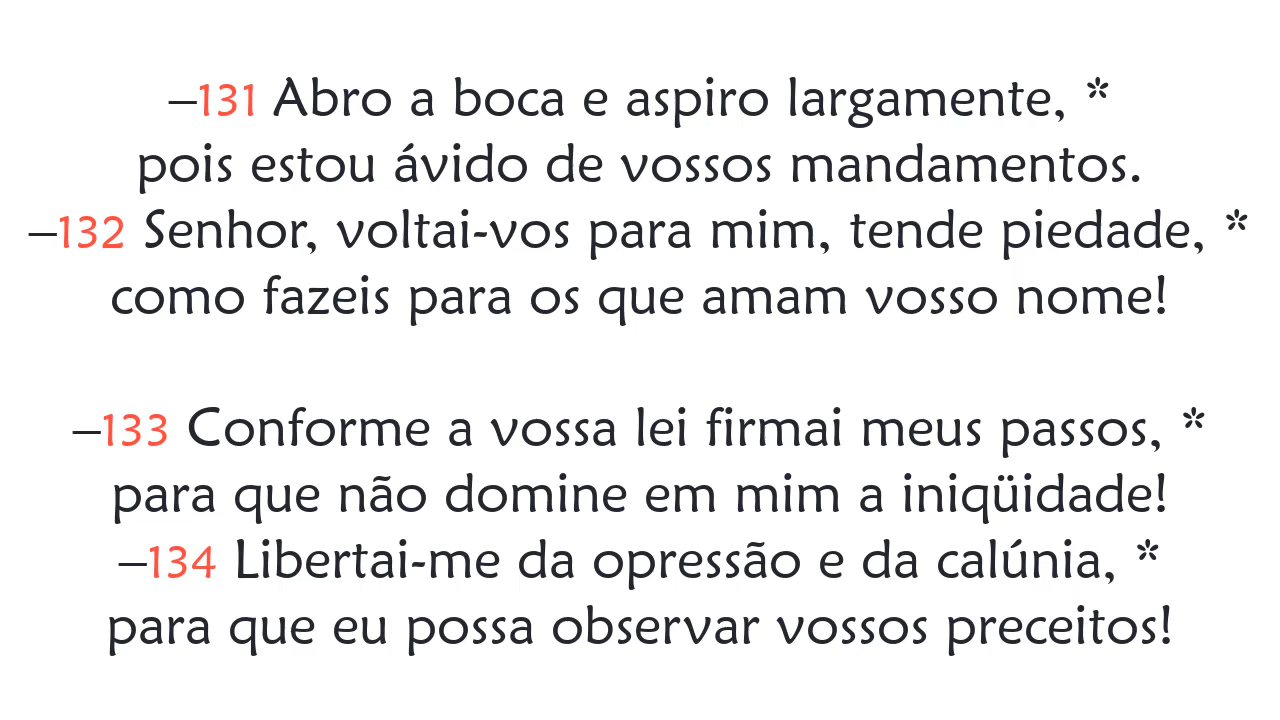 –131 Abro a boca e aspiro largamente, *
pois estou ávido de vossos mandamentos.
–132 Senhor, voltai-vos para mim, tende piedade, *
como fazeis para os que amam vosso nome!
–133 Conforme a vossa lei firmai meus passos, *
para que não domine em mim a iniqüidade!
–134 Libertai-me da opressão e da calúnia, *
para que eu possa observar vossos preceitos!